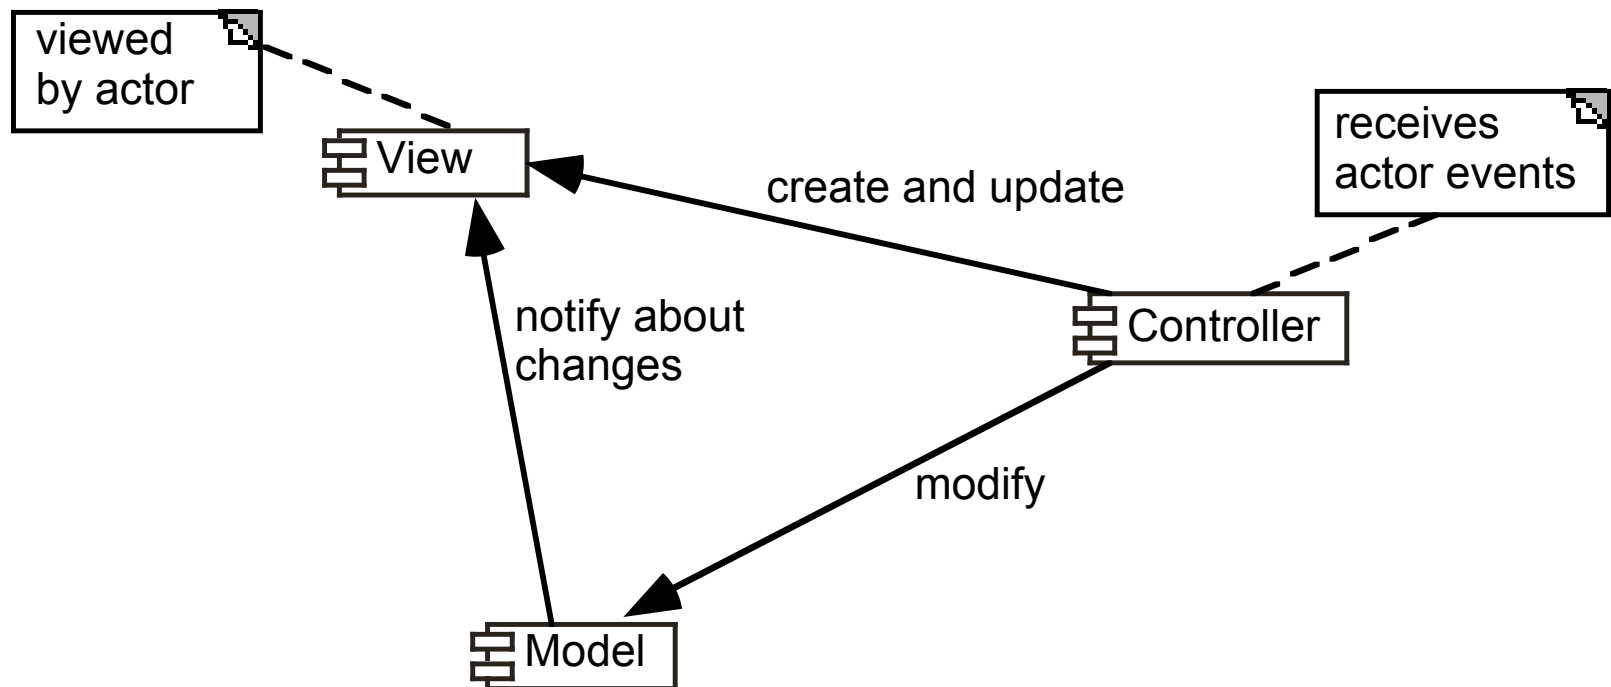 viewed
by actor
receives
actor events
View
create and update
Controller
notify about
changes
modify
Model